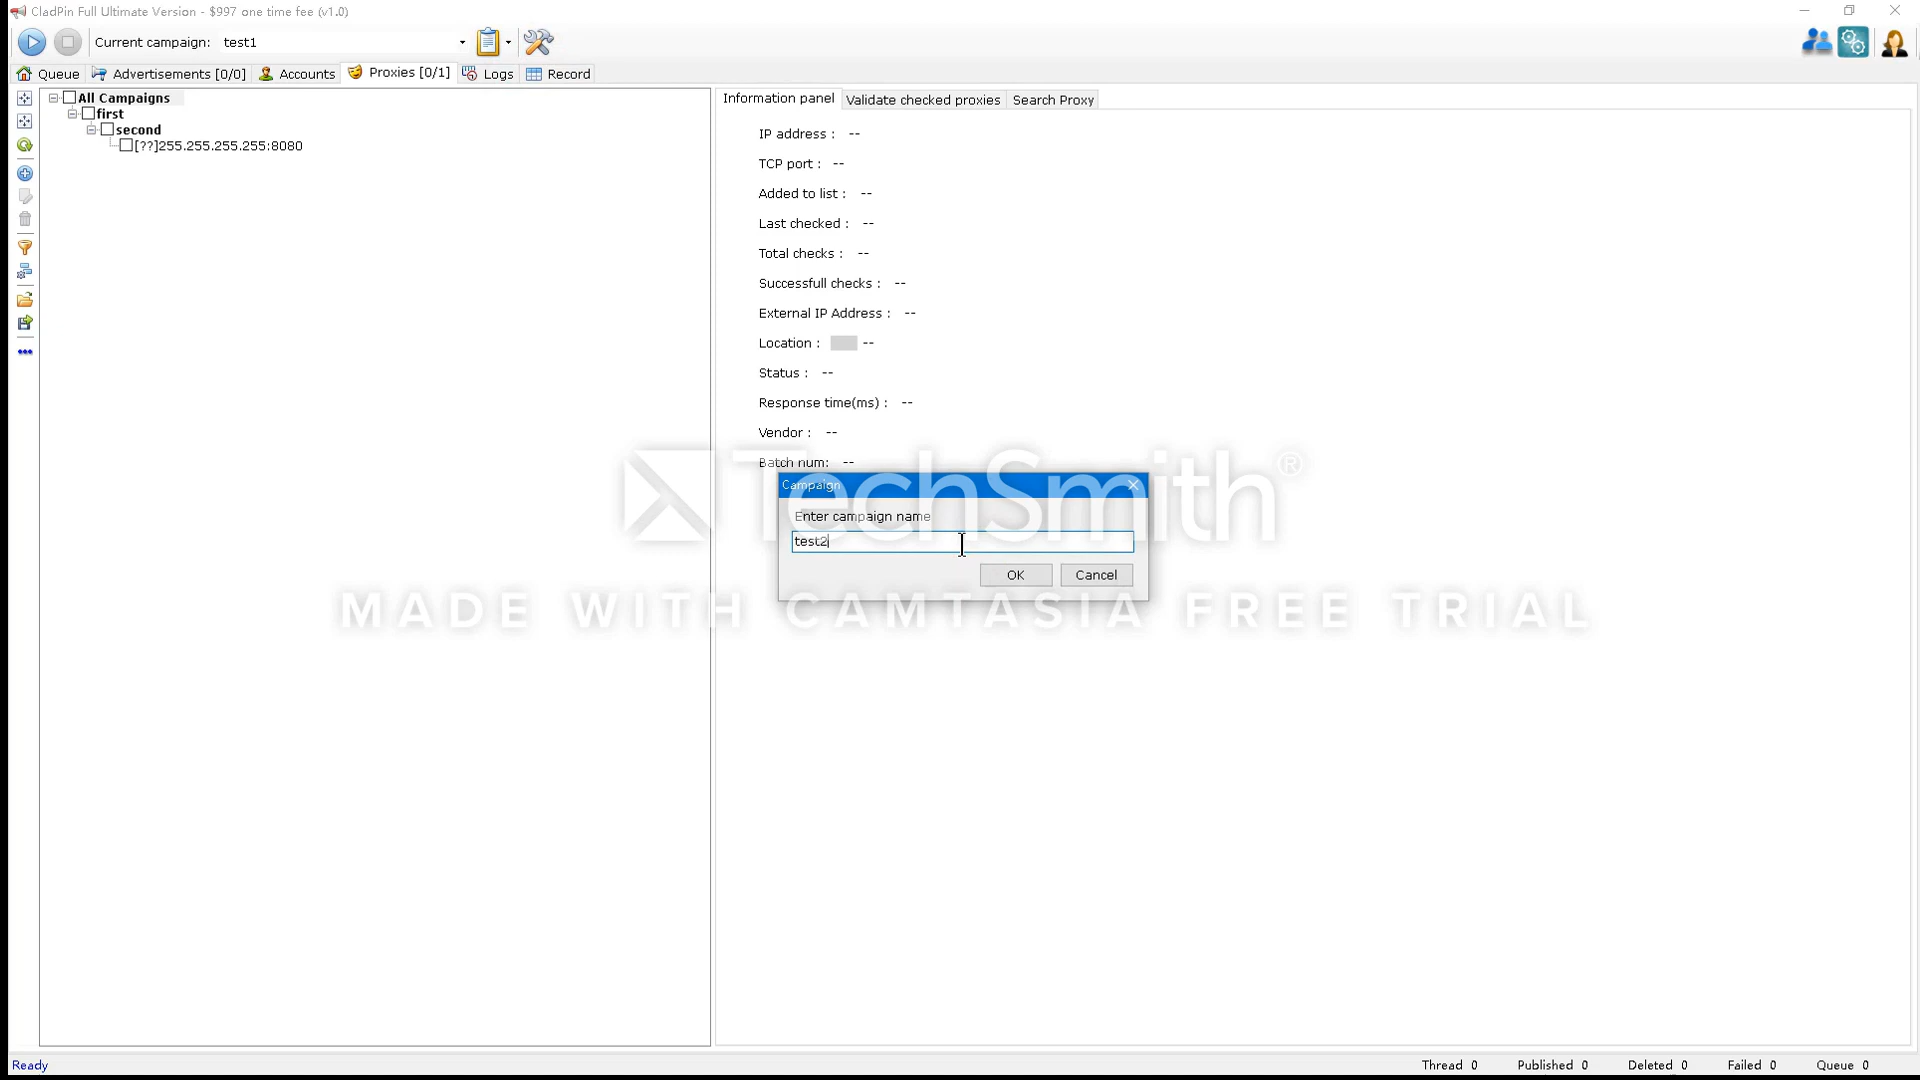 CladPin Full Ultimate Version - $997 one time fee (v1.0)
Current campaign: test1
Queue Advertisements [0/0] Accounts Proxies [0/1] Logs Record
All Campaigns
first
second
[??]255.255.255.255:8080
Information panel Validate checked proxies Search Proxy
IP address : --
TCP port : --
Added to list : --
Last checked : --
Total checks : --
Successfull checks : --
External IP Address : --
Location : --
Status : --
Response time(ms) : --
Vendor : --
Batch num: --
TechSmith®
Campaign
Enter campaign name
test2
OK Cancel
MADE WITH CAMTASIA FREE TRIAL
Ready Thread 0 Published 0 Deleted 0 Failed 0 Queue 0